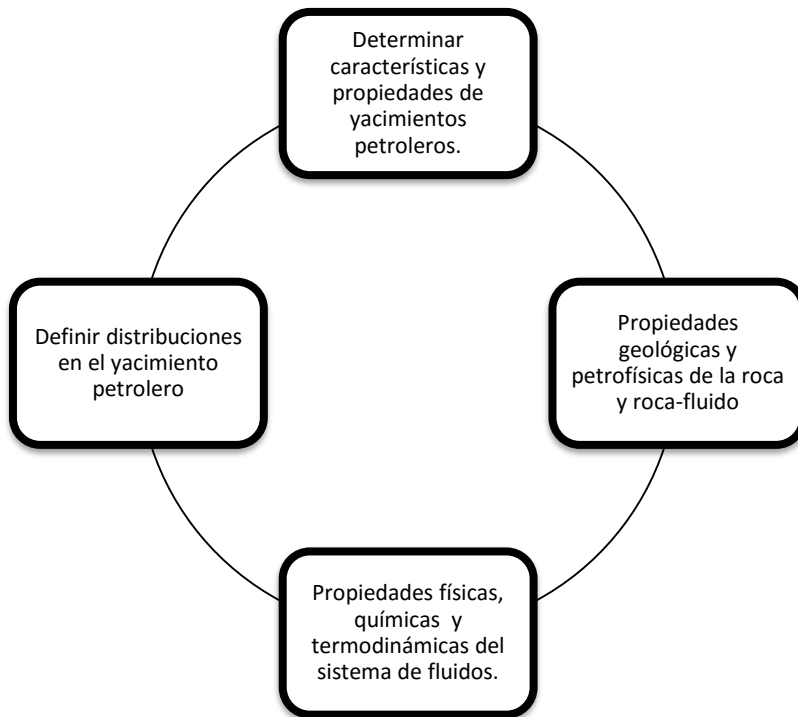 Determinar
características y
propiedades de
yacimientos
petroleros.
Propiedades
geológicas y
petrofísicas de la roca
y roca-fluido
Propiedades físicas,
químicas y
termodinámicas del
sistema de fluidos.
Definir distribuciones
en el yacimiento
petrolero